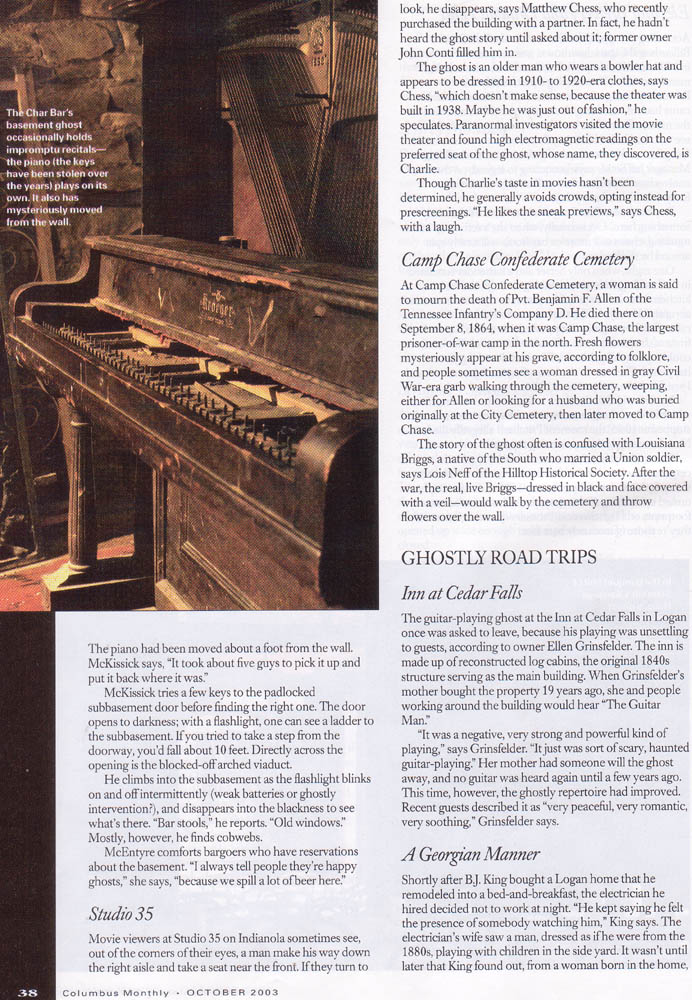 The Char Bar's
basement ghost
occasionally holds
impromptu recitals—
the piano (the keys
have been stolen over
the years) plays on its
own. It also has
mysteriously moved
from the wall.
Kroeger
The piano had been moved about a foot from the wall.
McKissick says, "It took about five guys to pick it up and
put it back where it was."
McKissick tries a few keys to the padlocked
subbasement door before finding the right one. The door
opens to darkness; with a flashlight, one can see a ladder to
the subbasement. If you tried to take a step from the
doorway, you'd fall about 10 feet. Directly across the
opening is the blocked-off arched viaduct.
He climbs into the subbasement as the flashlight blinks
on and off intermittently (weak batteries or ghostly
intervention?), and disappears into the blackness to see
what's there. "Bar stools," he reports. "Old windows."
Mostly, however, he finds cobwebs.
McEntyre comforts bargoers who have reservations
about the basement. "I always tell people they're happy
ghosts," she says, "because we spill a lot of beer here."
Studio 35
Movie viewers at Studio 35 on Indianola sometimes see,
out of the corners of their eyes, a man make his way down
the right aisle and take a seat near the front. If they turn to
look, he disappears, says Matthew Chess, who recently
purchased the building with a partner. In fact, he hadn't
heard the ghost story until asked about it; former owner
John Conti filled him in.
The ghost is an older man who wears a bowler hat and
appears to be dressed in 1910- to 1920-era clothes, says
Chess, "which doesn't make sense, because the theater was
built in 1938. Maybe he was just out of fashion," he
speculates. Paranormal investigators visited the movie
theater and found high electromagnetic readings on the
preferred seat of the ghost, whose name, they discovered, is
Charlie.
Though Charlie's taste in movies hasn't been
determined, he generally avoids crowds, opting instead for
prescreenings. "He likes the sneak previews," says Chess,
with a laugh.
Camp Chase Confederate Cemetery
At Camp Chase Confederate Cemetery, a woman is said
to mourn the death of Pvt. Benjamin F. Allen of the
Tennessee Infantry's Company D. He died there on
September 8, 1864, when it was Camp Chase, the largest
prisoner-of-war camp in the north. Fresh flowers
mysteriously appear at his grave, according to folklore,
and people sometimes see a woman dressed in gray Civil
War-era garb walking through the cemetery, weeping,
either for Allen or looking for a husband who was buried
originally at the City Cemetery, then later moved to Camp
Chase.
The story of the ghost often is confused with Louisiana
Briggs, a native of the South who married a Union soldier,
says Lois Neff of the Hilltop Historical Society. After the
war, the real, live Briggs—dressed in black and face covered
with a veil—would walk by the cemetery and throw
flowers over the wall.
GHOSTLY ROAD TRIPS
Inn at Cedar Falls
The guitar-playing ghost at the Inn at Cedar Falls in Logan
once was asked to leave, because his playing was unsettling
to guests, according to owner Ellen Grinsfelder. The inn is
made up of reconstructed log cabins, the original 1840s
structure serving as the main building. When Grinsfelder's
mother bought the property 19 years ago, she and people
working around the building would hear "The Guitar
Man."
"It was a negative, very strong and powerful kind of
playing," says Grinsfelder. "It just was sort of scary, haunted
guitar-playing." Her mother had someone will the ghost
away, and no guitar was heard again until a few years ago.
This time, however, the ghostly repertoire had improved.
Recent guests described it as "very peaceful, very romantic,
very soothing," Grinsfelder says.
A Georgian Manner
Shortly after B.J. King bought a Logan home that he
remodeled into a bed-and-breakfast, the electrician he
hired decided not to work at night. "He kept saying he felt
the presence of somebody watching him," King says. The
electrician's wife saw a man, dressed as if he were from the
1880s, playing with children in the side yard. It wasn't until
later that King found out, from a woman born in the home,
38 Columbus Monthly • OCTOBER 2003